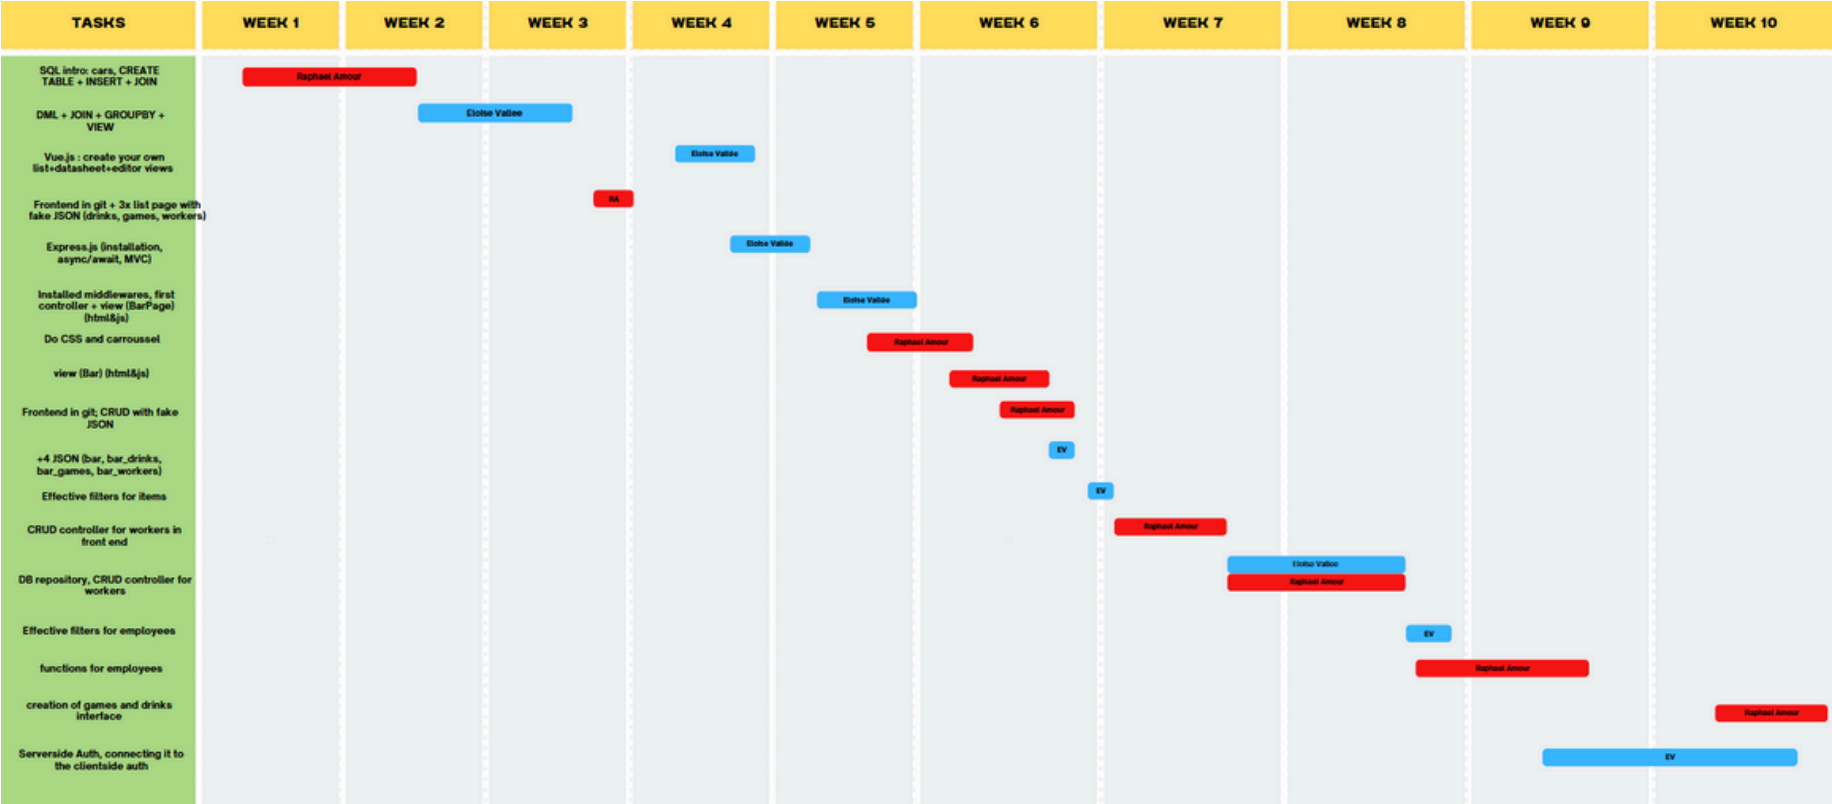 TASKS WEEK 1 WEEK 2 WEEK 3 WEEK 4 WEEK 5 WEEK 6 WEEK 7 WEEK 8 WEEK 9 WEEK 10
SQL intro: cars, CREATE
TABLE + INSERT + JOIN
Raphael Amour
DML + JOIN + GROUPBY +
VIEW
Eloïse Vallee
Vue.js : create your own
list+datasheet+editor views
Eloïse Vallée
Frontend in git + 3x list page with
fake JSON (drinks, games, workers)
RA
Express.js (installation,
async/await, MVC)
Eloïse Vallée
Installed middlewares, first
controller + view (BarPage)
(html&js)
Eloïse Vallée
Do CSS and carroussel
Raphael Amour
view (Bar) (html&js)
Raphael Amour
Frontend in git; CRUD with fake
JSON
Raphael Amour
+4 JSON (bar, bar_drinks,
bar_games, bar_workers)
EV
Effective filters for items
EV
CRUD controller for workers in
front end
Raphael Amour
DB repository, CRUD controller for
workers
Eloïse Vallee
Raphael Amour
Effective filters for employees
EV
functions for employees
Raphael Amour
creation of games and drinks
interface
Raphael Amour
Serverside Auth, connecting it to
the clientside auth
EV